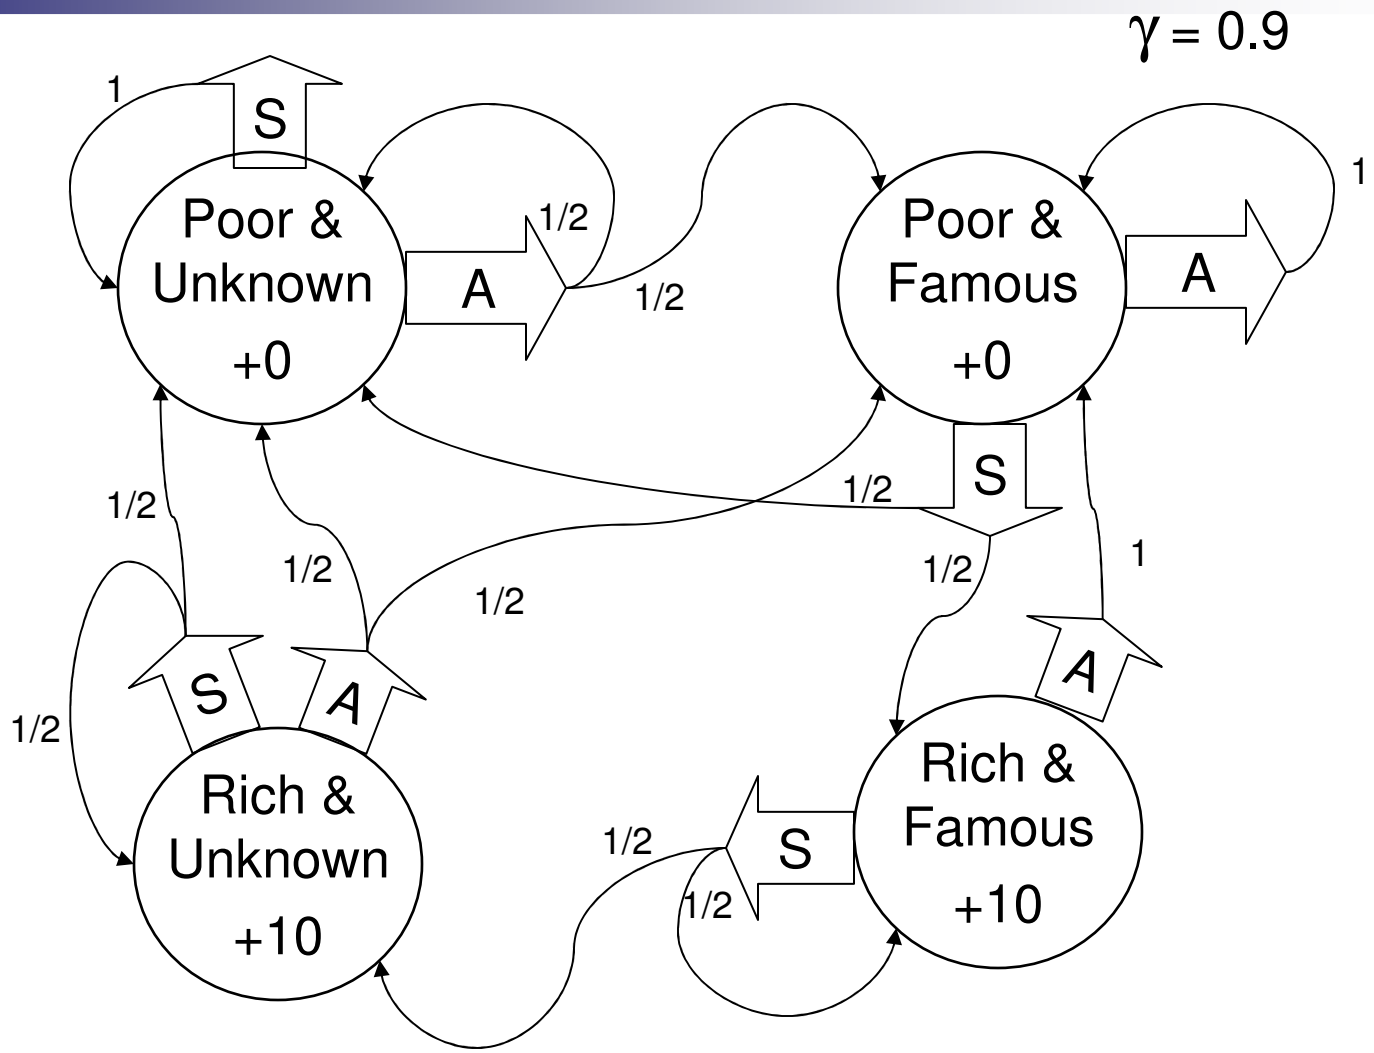 γ = 0.9
1
S
Poor &
Unknown
+0
A
1/2
1/2
Poor &
Famous
+0
A
1
S
1/2
1/2
1/2
1/2
1/2
1
S
A
A
1/2
Rich &
Unknown
+10
1/2
1/2
S
Rich &
Famous
+10